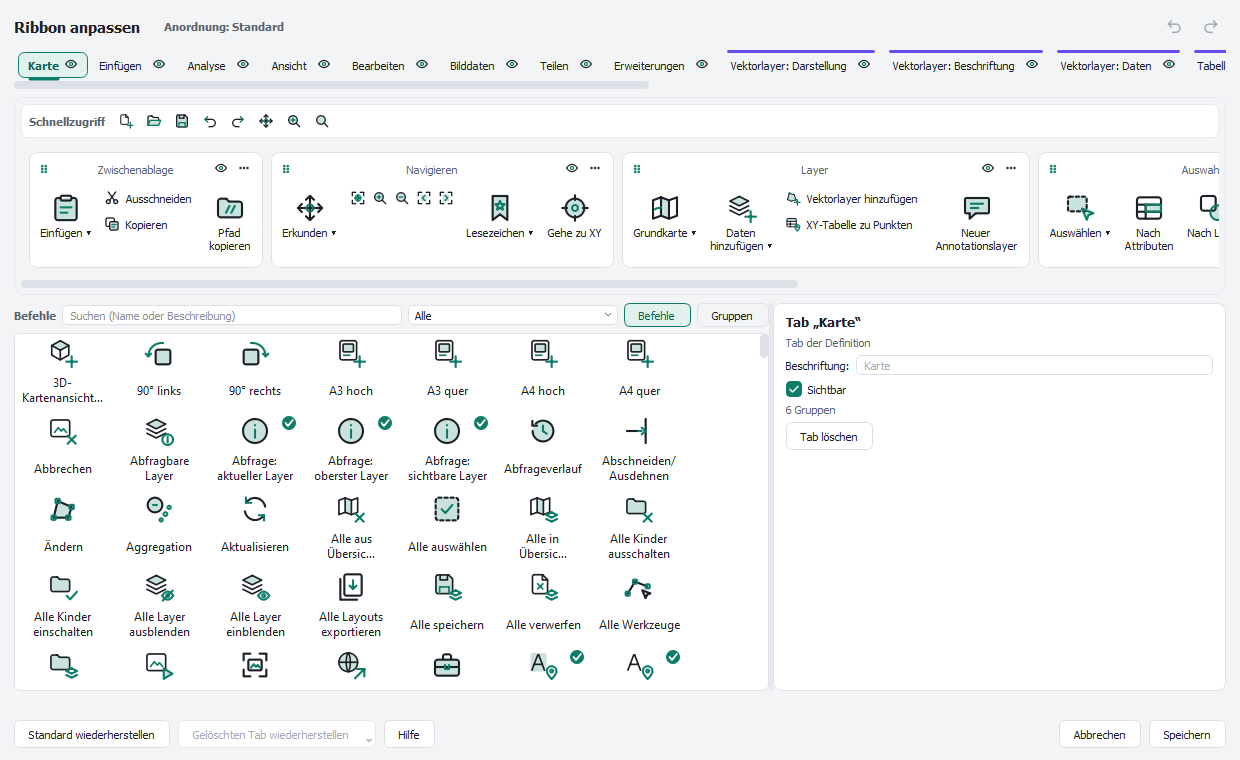 Ribbon anpassen
Anordnung: Standard
Karte
Einfügen
Analyse
Ansicht
Bearbeiten
Bilddaten
Teilen
Erweiterungen
Vektorlayer: Darstellung
Vektorlayer: Beschriftung
Vektorlayer: Daten
Tabell
Schnellzugriff
Zwischenablage
Einfügen
Ausschneiden
Kopieren
Pfad
kopieren
Navigieren
Erkunden
Lesezeichen
Gehe zu XY
Layer
Grundkarte
Daten
hinzufügen
Vektorlayer hinzufügen
XY-Tabelle zu Punkten
Neuer
Annotationslayer
Auswah
Auswählen
Nach
Attributen
Nach L
Befehle
Suchen (Name oder Beschreibung)
Alle
Befehle
Gruppen
3D-
Kartenansicht...
90° links
90° rechts
A3 hoch
A3 quer
A4 hoch
A4 quer
Abbrechen
Abfragbare
Layer
Abfrage:
aktueller Layer
Abfrage:
oberster Layer
Abfrage:
sichtbare Layer
Abfrageverlauf
Abschneiden/
Ausdehnen
Ändern
Aggregation
Aktualisieren
Alle aus
Übersic...
Alle auswählen
Alle in
Übersic...
Alle Kinder
ausschalten
Alle Kinder
einschalten
Alle Layer
ausblenden
Alle Layer
einblenden
Alle Layouts
exportieren
Alle speichern
Alle verwerfen
Alle Werkzeuge
Tab „Karte“
Tab der Definition
Beschriftung:
Karte
Sichtbar
6 Gruppen
Tab löschen
Standard wiederherstellen
Gelöschten Tab wiederherstellen
Hilfe
Abbrechen
Speichern